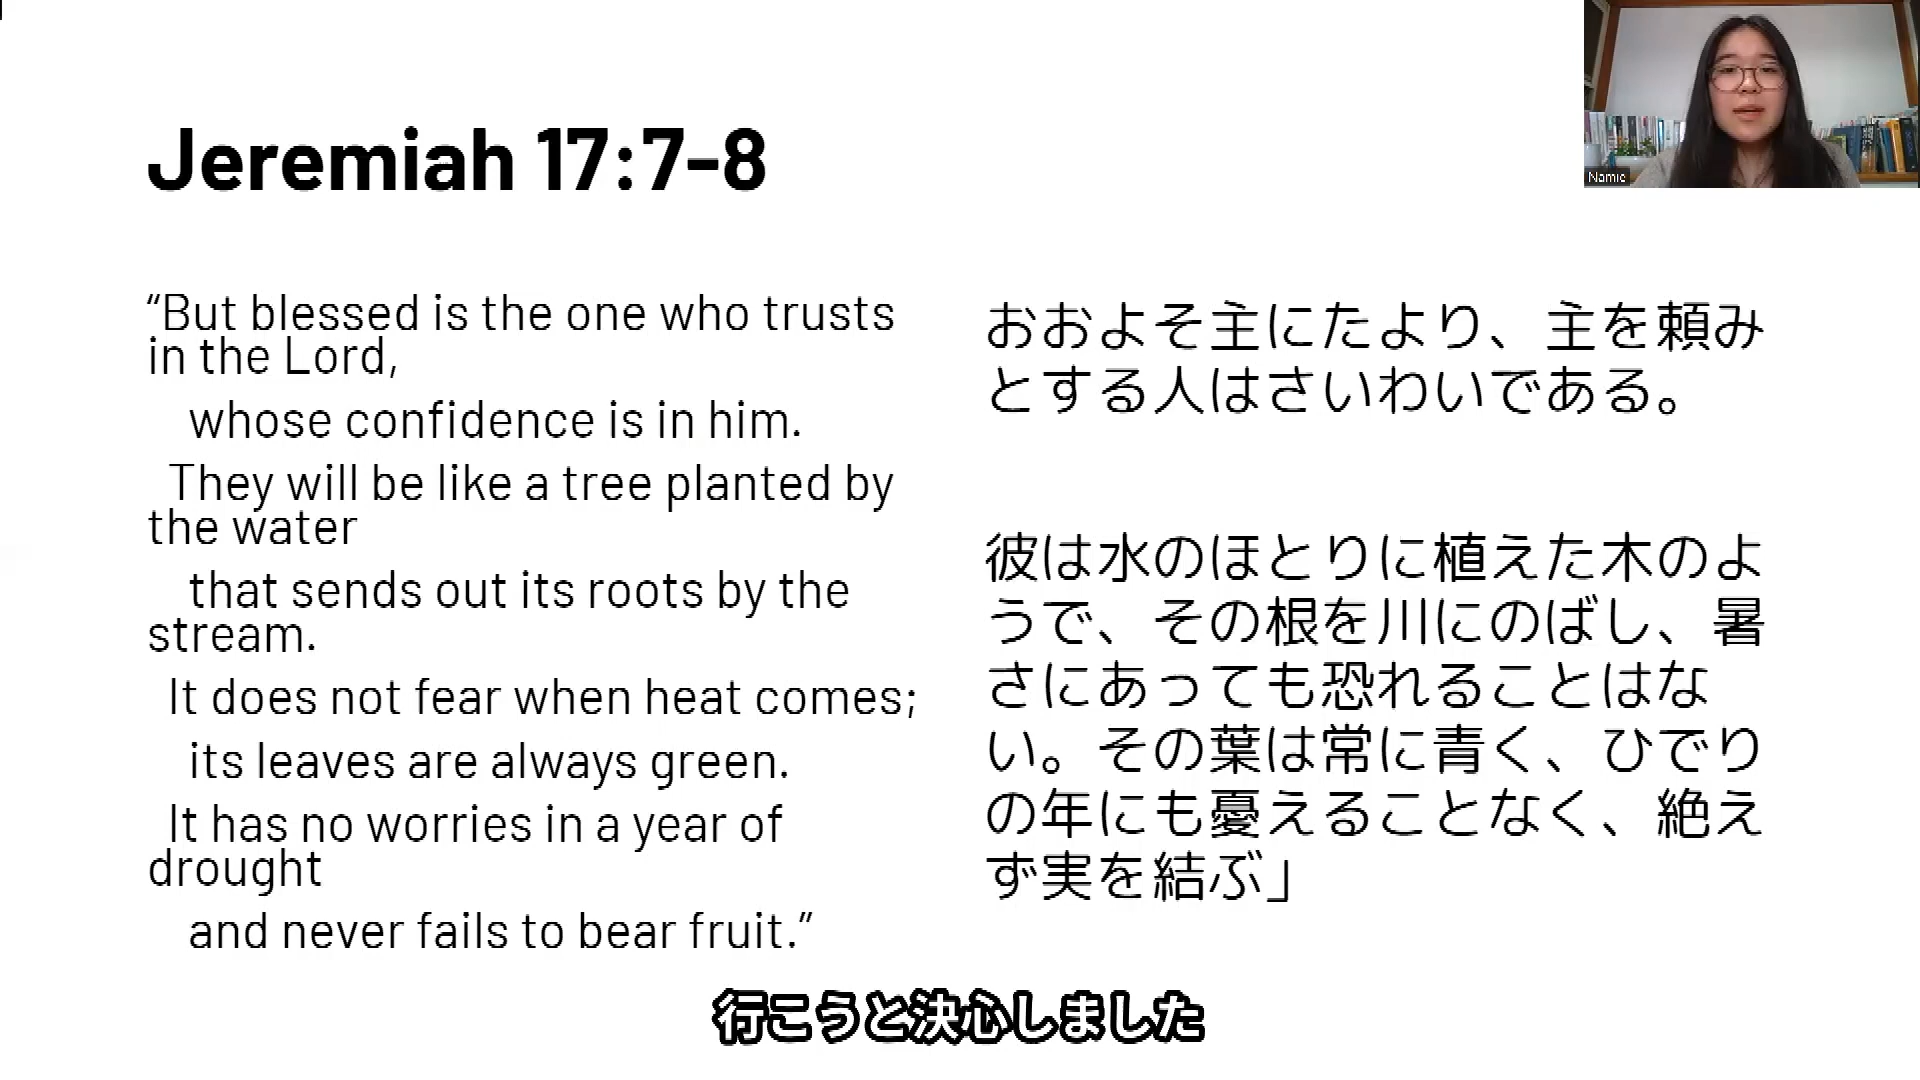 Jeremiah 17:7-8
“But blessed is the one who trusts
in the Lord,
whose confidence is in him.
They will be like a tree planted by
the water
that sends out its roots by the
stream.
It does not fear when heat comes;
its leaves are always green.
It has no worries in a year of
drought
and never fails to bear fruit.”
おおよそ主にたより、主を頼み
とする人はさいわいである。
彼は水のほとりに植えた木のよ
うで、その根を川にのばし、暑
さにあっても恐れることはな
い。その葉は常に青く、ひでり
の年にも憂えることなく、絶え
ず実を結ぶ」
Namie
行こうと決心しました